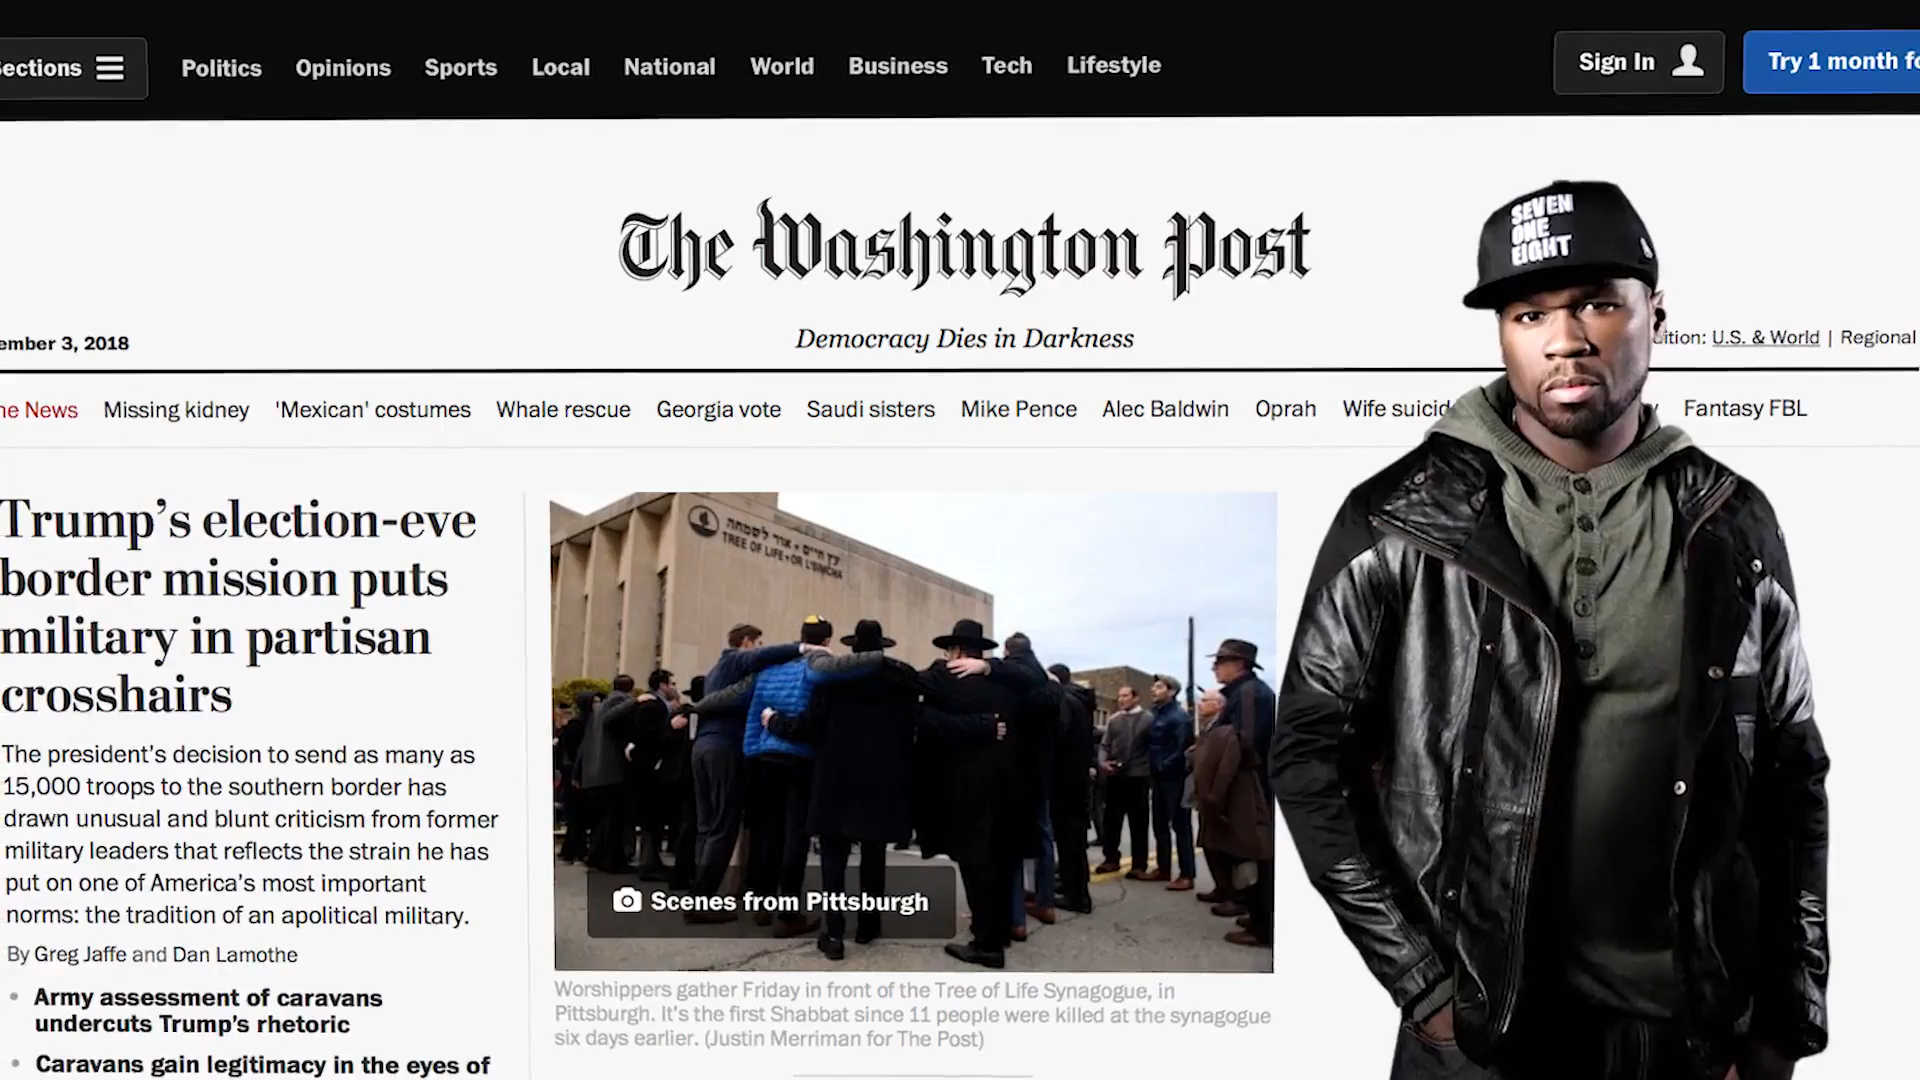 Sections
Politics
Opinions
Sports
Local
National
World
Business
Tech
Lifestyle
Sign In
Try 1 month
The Washington Post
Democracy Dies in Darkness
3, 2018
U.S. & World | Regional
News
Missing kidney
'Mexican' costumes
Whale rescue
Georgia vote
Saudi sisters
Mike Pence
Alec Baldwin
Oprah
Wife
Fantasy FBL
SEVEN
ONE
EIGHT
Trump’s election-eve
border mission puts
military in partisan
crosshairs
The president's decision to send as many as
15,000 troops to the southern border has
drawn unusual and blunt criticism from former
military leaders that reflects the strain he has
put on one of America's most important
norms: the tradition of an apolitical military.
By Greg Jaffe and Dan Lamothe
Army assessment of caravans
undercuts Trump's rhetoric
Caravans gain legitimacy in the eyes of
עץ חיים • אור לשמחה
TREE OF LIFE • OR L'SIMCHA
Scenes from Pittsburgh
Worshippers gather Friday in front of the Tree of Life Synagogue, in
Pittsburgh. It's the first Shabbat since 11 people were killed at the synagogue
six days earlier. (Justin Merriman for The Post)